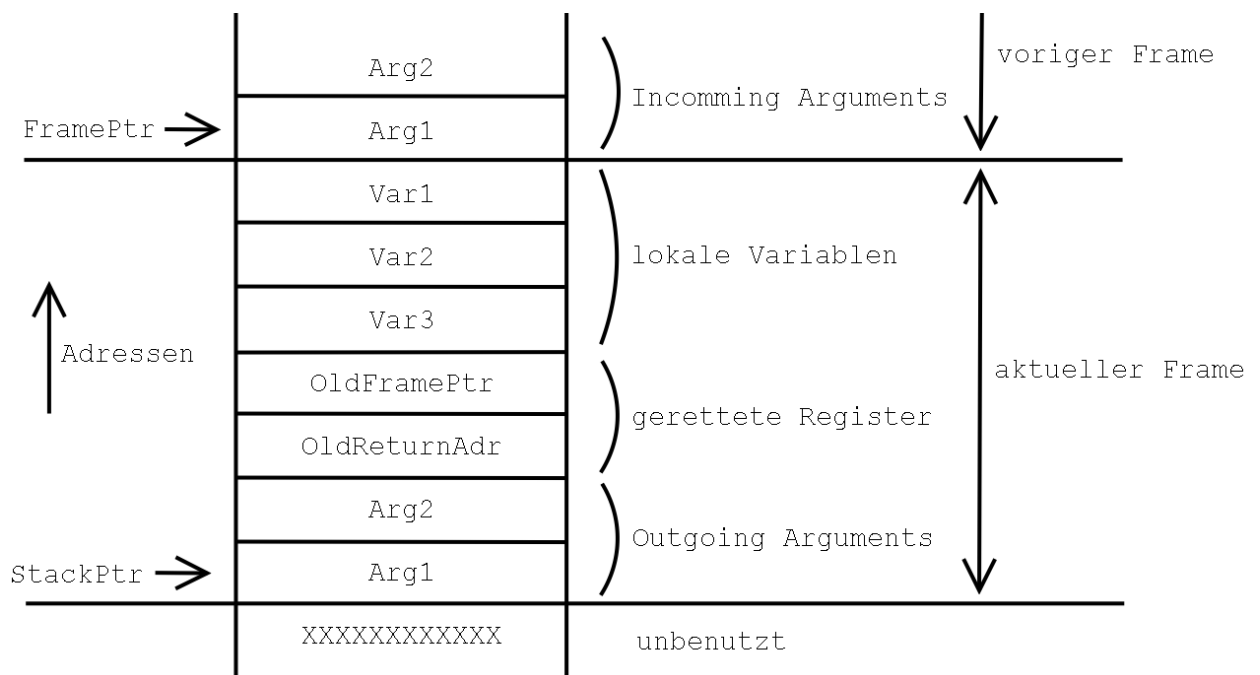 voriger Frame
Arg2
Incomming Arguments
FramePtr
Arg1
Var1
lokale Variablen
Var2
Var3
Adressen
OldFramePtr
aktueller Frame
gerettete Register
OldReturnAdr
Arg2
Outgoing Arguments
StackPtr
Arg1
XXXXXXXXXXXX
unbenutzt